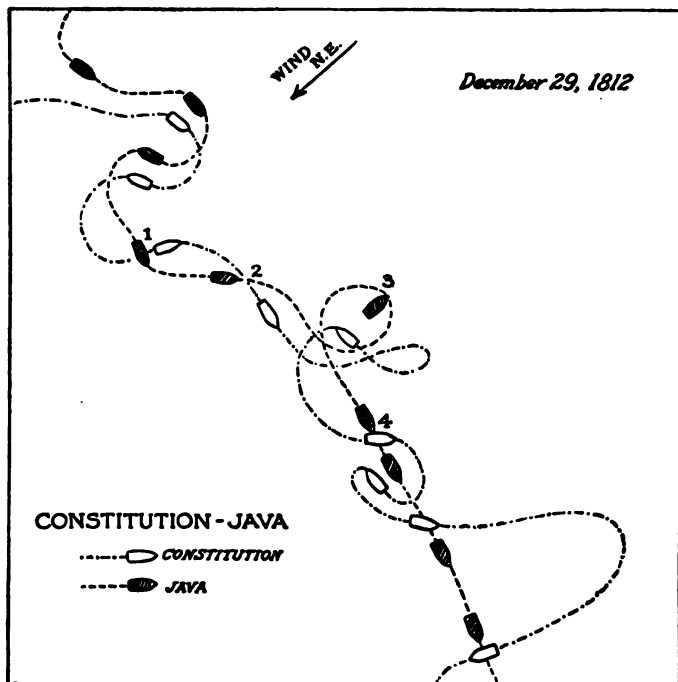 WIND
N.E.
December 29, 1812
1
2
3
4
CONSTITUTION - JAVA
CONSTITUTION
JAVA